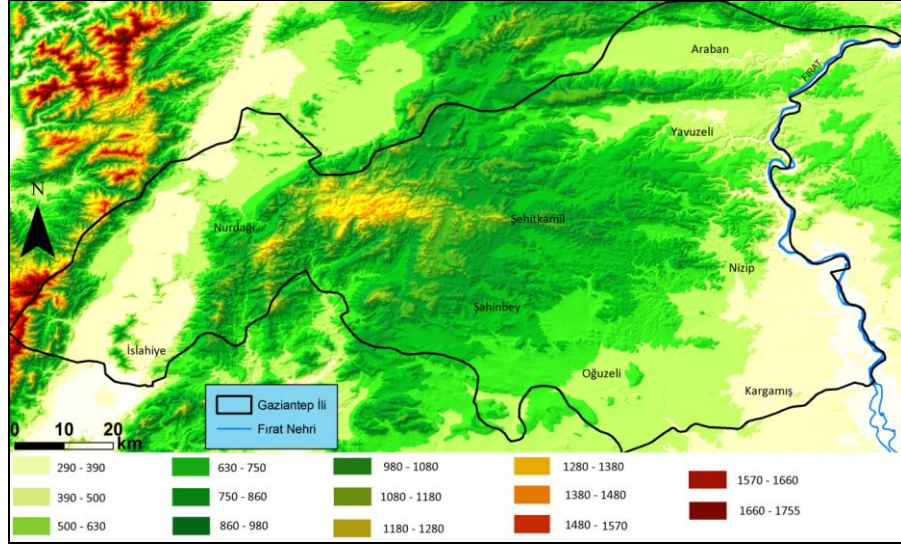 Araban
FIRAT
Yavuzeli
N
Nurdağı
Şehitkamil
Nizip
Şahinbey
İslahiye
Oğuzeli
Kargamış
Gaziantep İli
Fırat Nehri
0 10 20
km
290 - 390
630 - 750
980 - 1080
1280 - 1380
1570 - 1660
390 - 500
750 - 860
1080 - 1180
1380 - 1480
1660 - 1755
500 - 630
860 - 980
1180 - 1280
1480 - 1570